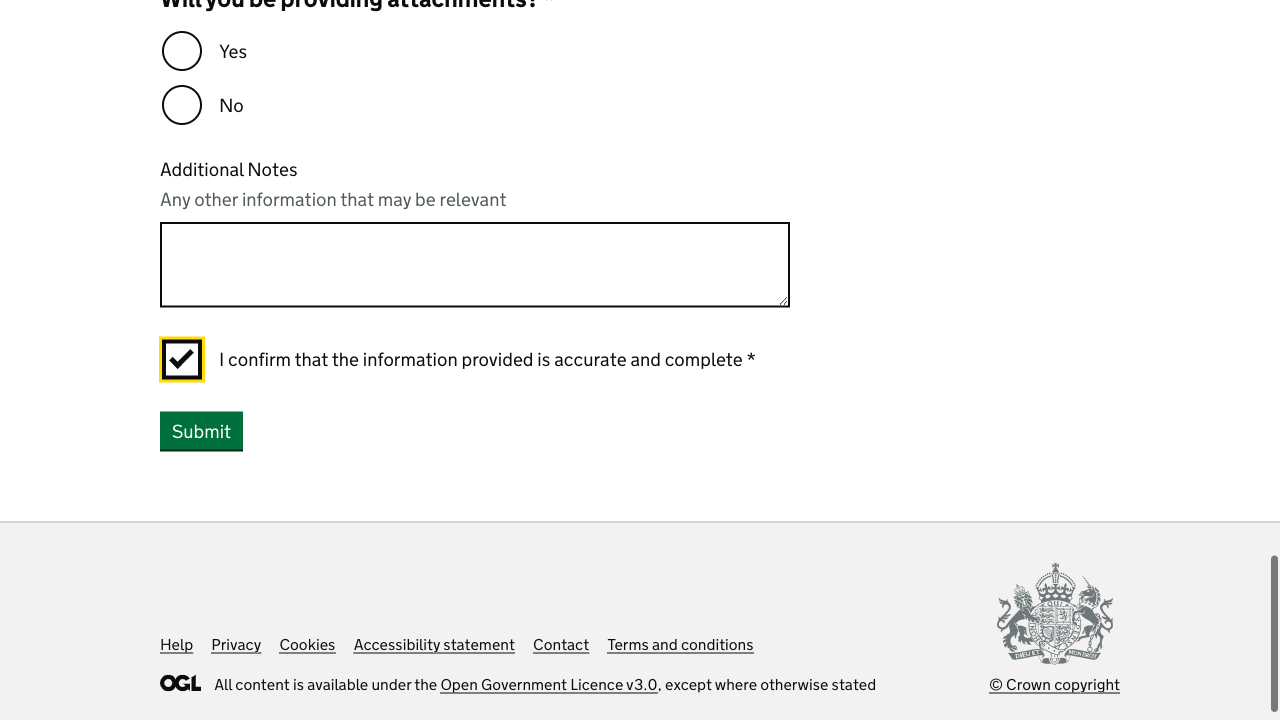 Will you be providing attachments? *
Yes
No
Additional Notes
Any other information that may be relevant
I confirm that the information provided is accurate and complete *
Submit
Help Privacy Cookies Accessibility statement Contact Terms and conditions
OGL All content is available under the Open Government Licence v3.0, except where otherwise stated
© Crown copyright